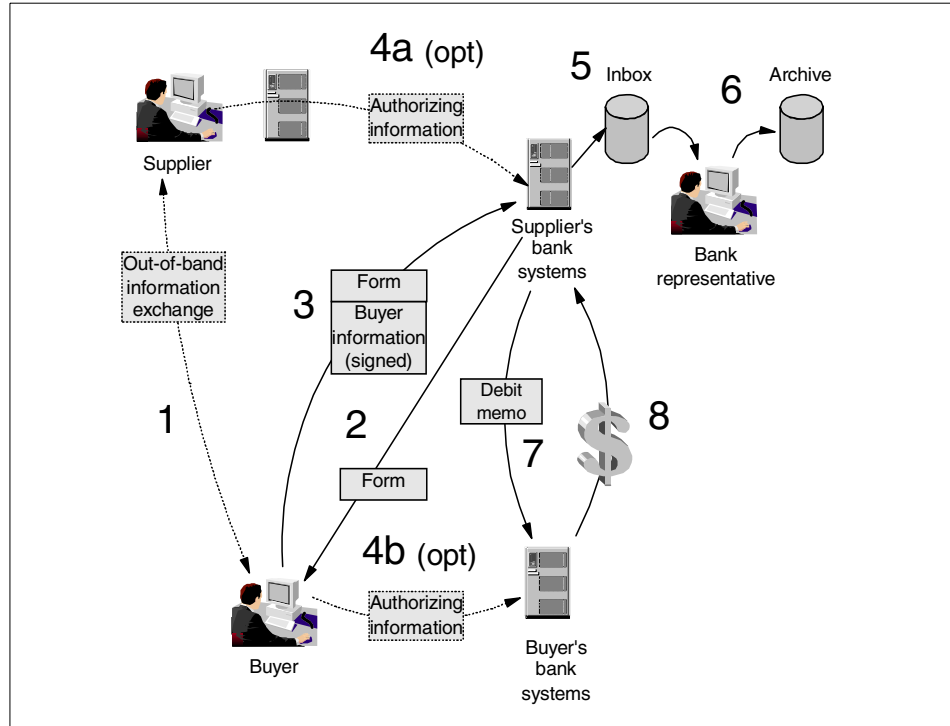 4a (opt)
5
Inbox
6
Archive
Authorizing
information
Supplier
Supplier's
bank
systems
Bank
representative
Out-of-band
information
exchange
3
Form
Buyer
information
(signed)
1
2
Debit
memo
7
8
$
Form
4b (opt)
Authorizing
information
Buyer
Buyer's
bank
systems